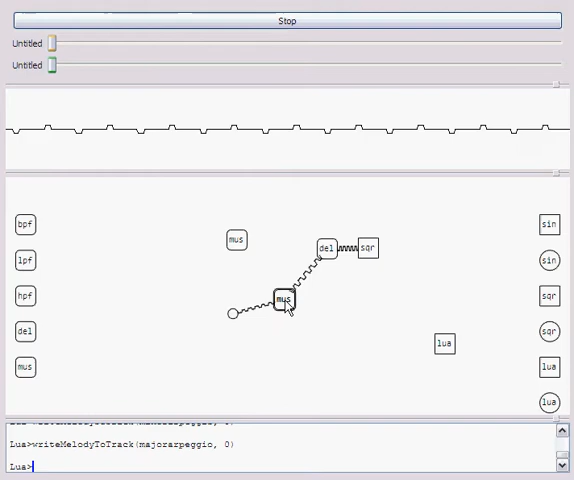 Stop
Untitled
Untitled
bpf
lpf
hpf
del
mus
mus
del
sqr
mus
lua
sin
sin
sqr
sqr
lua
lua
Lua>writeMelodyToTrack(majorarpeggio, 0)
Lua>